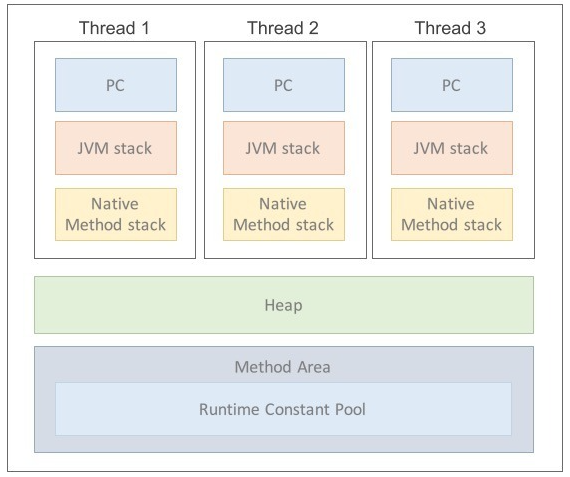 Thread 1
Thread 2
Thread 3
PC
PC
PC
JVM stack
JVM stack
JVM stack
Native
Method stack
Native
Method stack
Native
Method stack
Heap
Method Area
Runtime Constant Pool